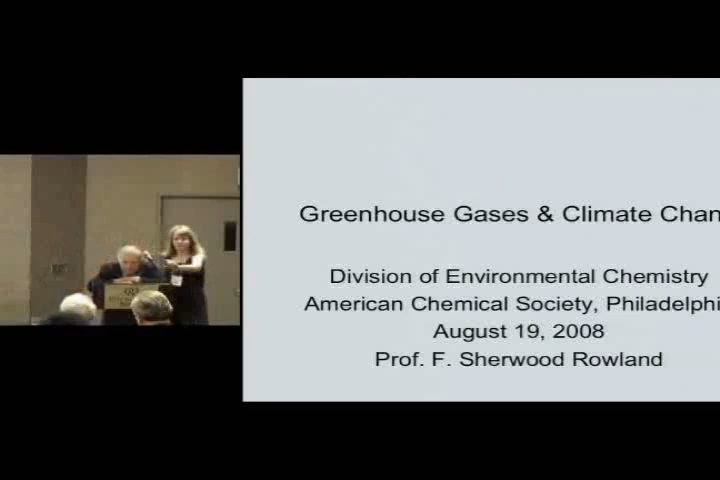 Greenhouse Gases & Climate Chan
Division of Environmental Chemistry
American Chemical Society, Philadelphi
August 19, 2008
Prof. F. Sherwood Rowland